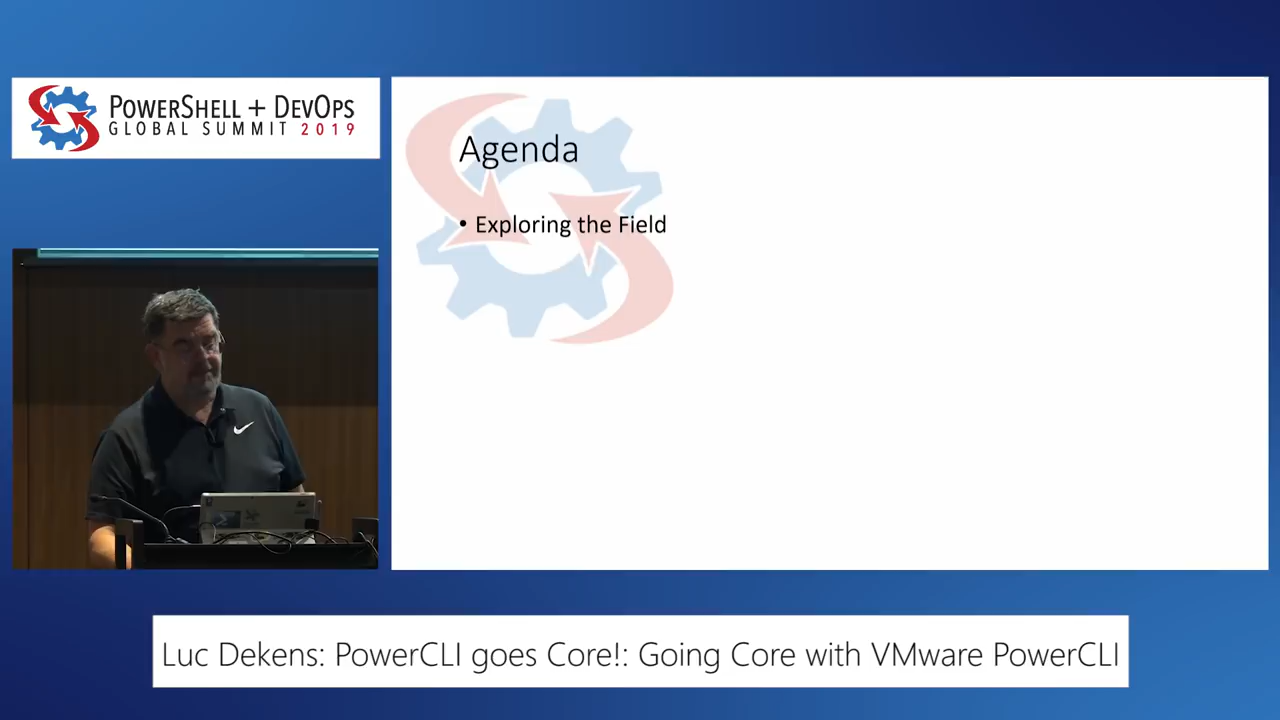 POWERSHELL + DEVOPS
GLOBAL SUMMIT 2019
Agenda
• Exploring the Field
Luc Dekens: PowerCLI goes Core!: Going Core with VMware PowerCLI